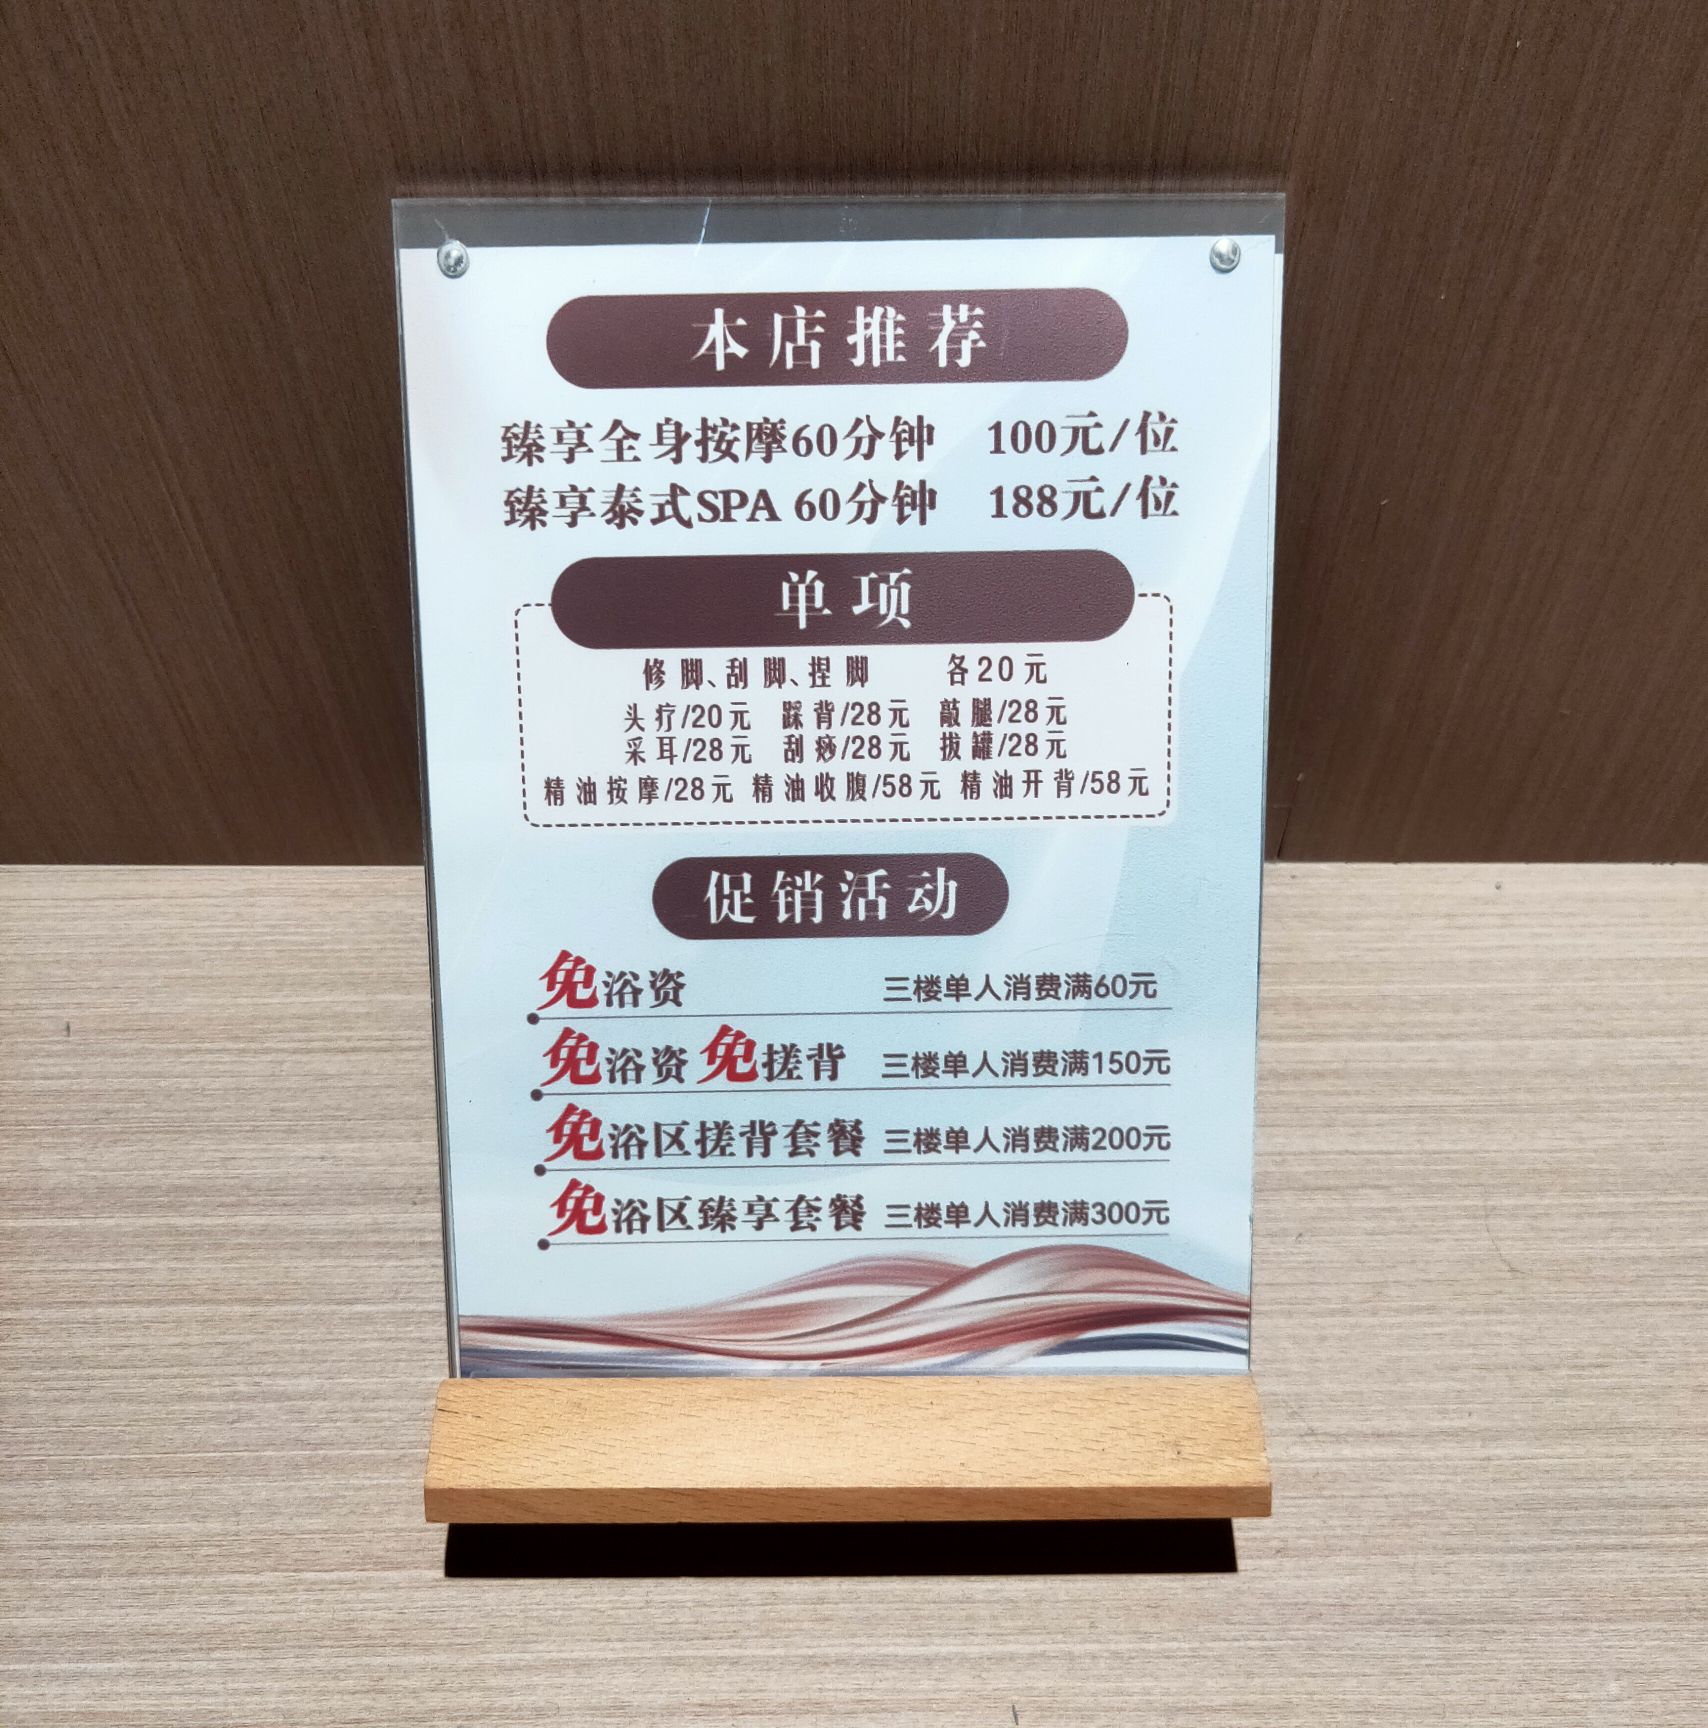 本店推荐
臻享全身按摩60分钟 100元/位
臻享泰式SPA 60分钟 188元/位
单项
修脚、刮脚、捏脚 各20元
头疗/20元 踩背/28元 敲腿/28元
采耳/28元 刮痧/28元 拔罐/28元
精油按摩/28元 精油收腹/58元 精油开背/58元
促销活动
免浴资 三楼单人消费满60元
免浴资 免搓背 三楼单人消费满150元
免浴区搓背套餐 三楼单人消费满200元
免浴区臻享套餐 三楼单人消费满300元